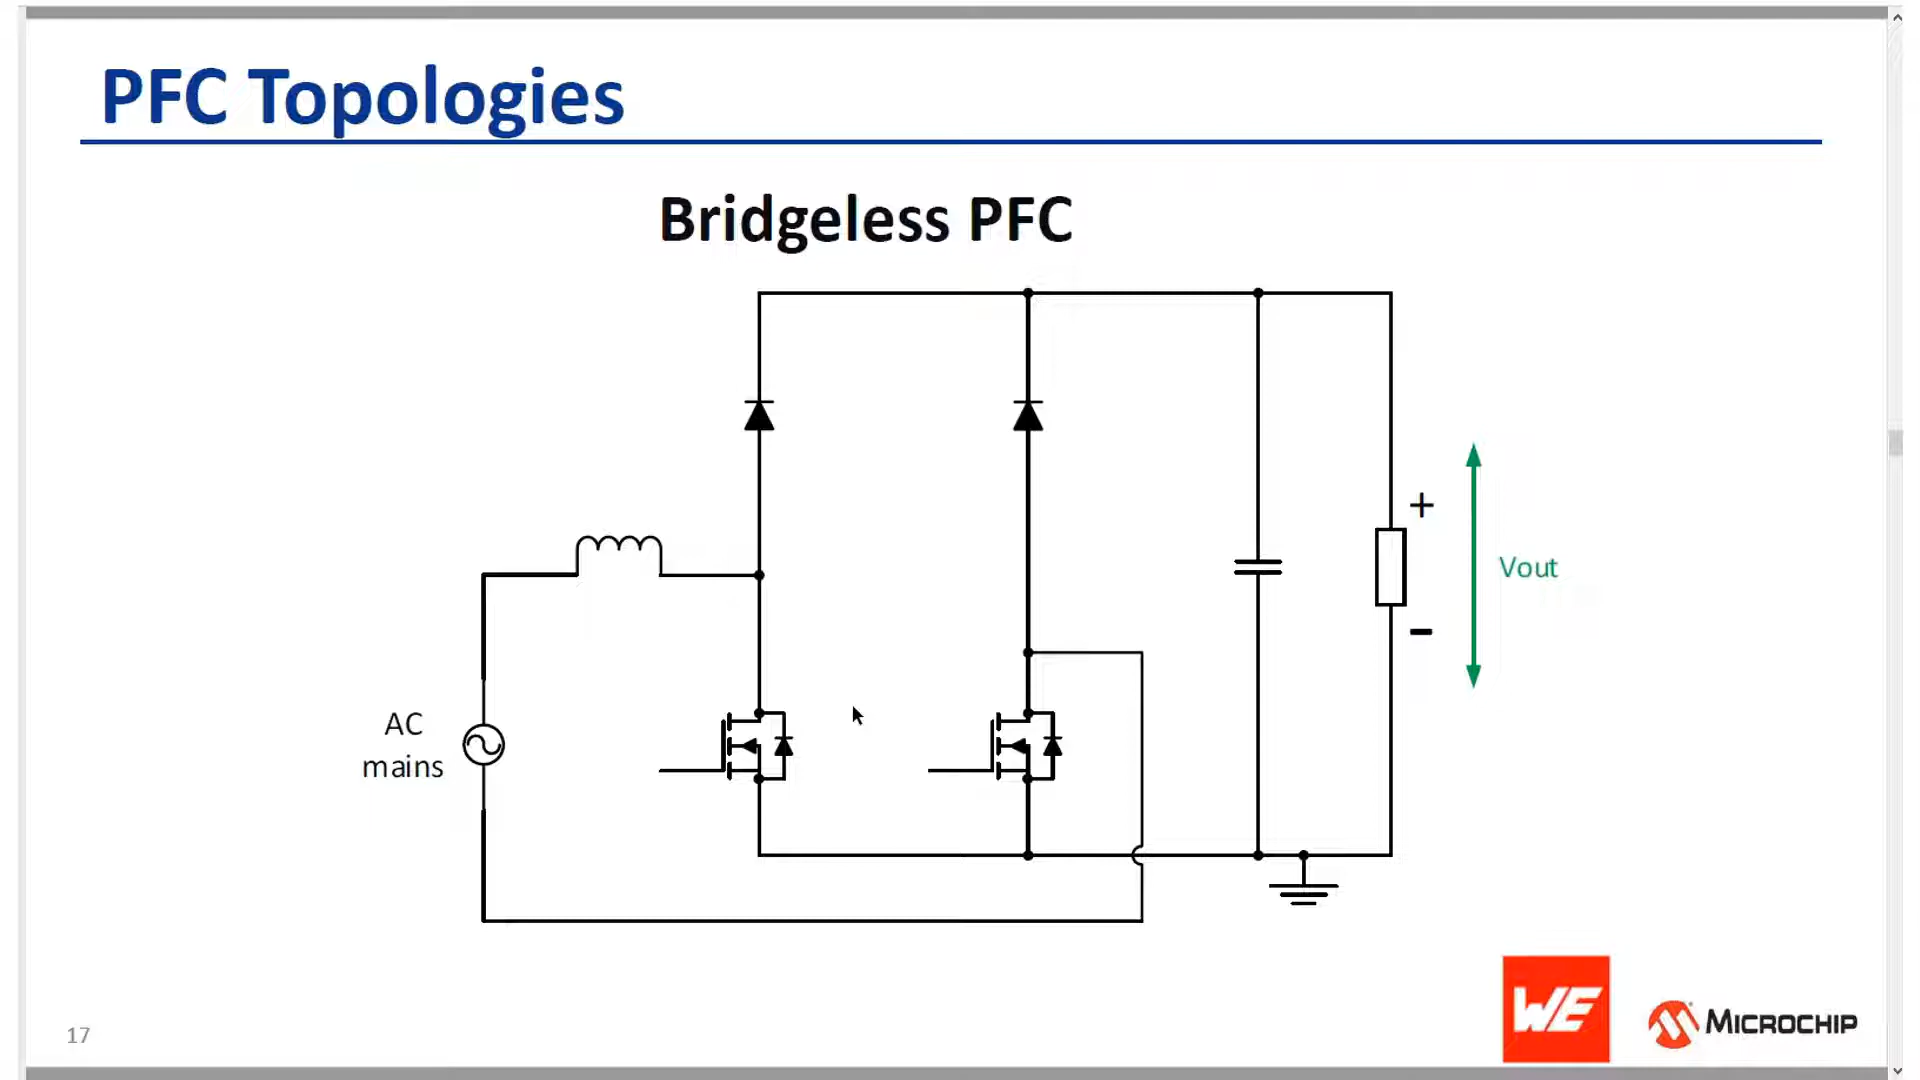 PFC Topologies
Bridgeless PFC
+
Vout
-
AC
mains
17
WE
MICROCHIP